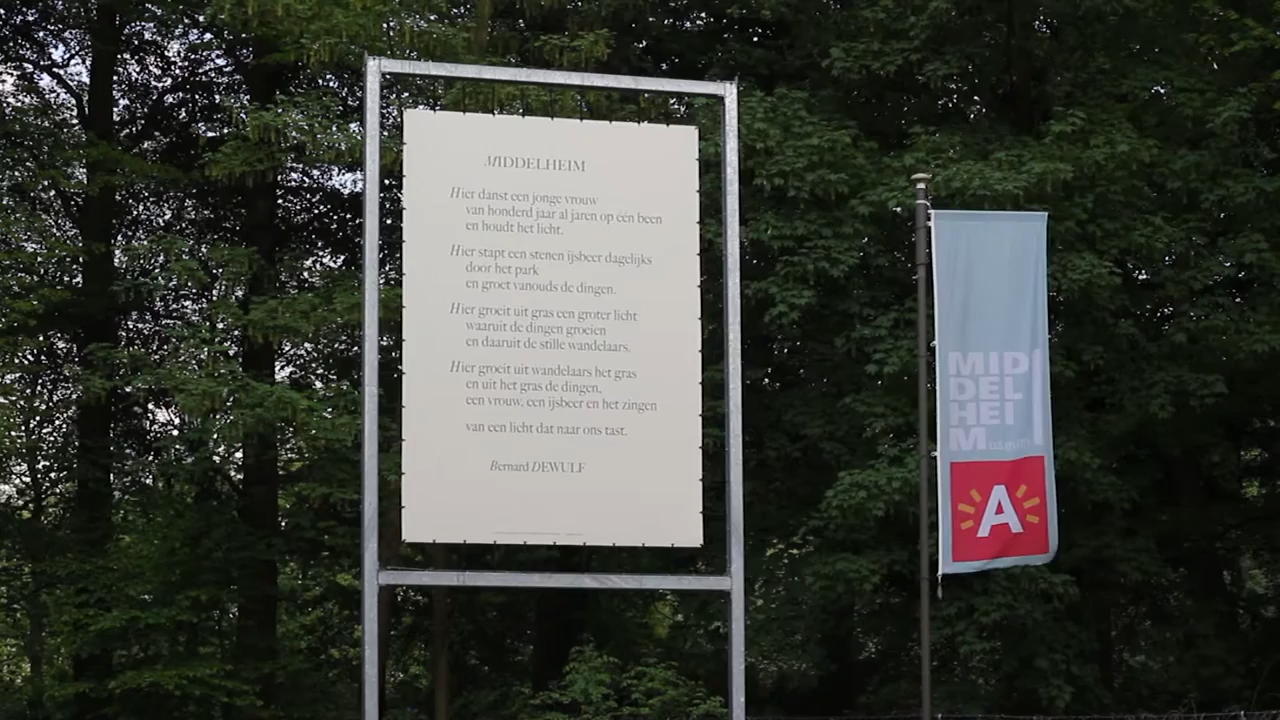 MIDDELHEIM
Hier danst een jonge vrouw
van honderd jaar al jaren op één been
en houdt het licht.
Hier stapt een stenen ijsbeer dagelijks
door het park
en groet vanouds de dingen.
Hier groeit uit gras een groter licht
waaruit de dingen groeien
en daaruit de stille wandelaars.
Hier groeit uit wandelaars het gras
en uit het gras de dingen,
een vrouw, een ijsbeer en het zingen
van een licht dat naar ons tast.
Bernard DEWULF
MID
DEL
HEI
Museum
A